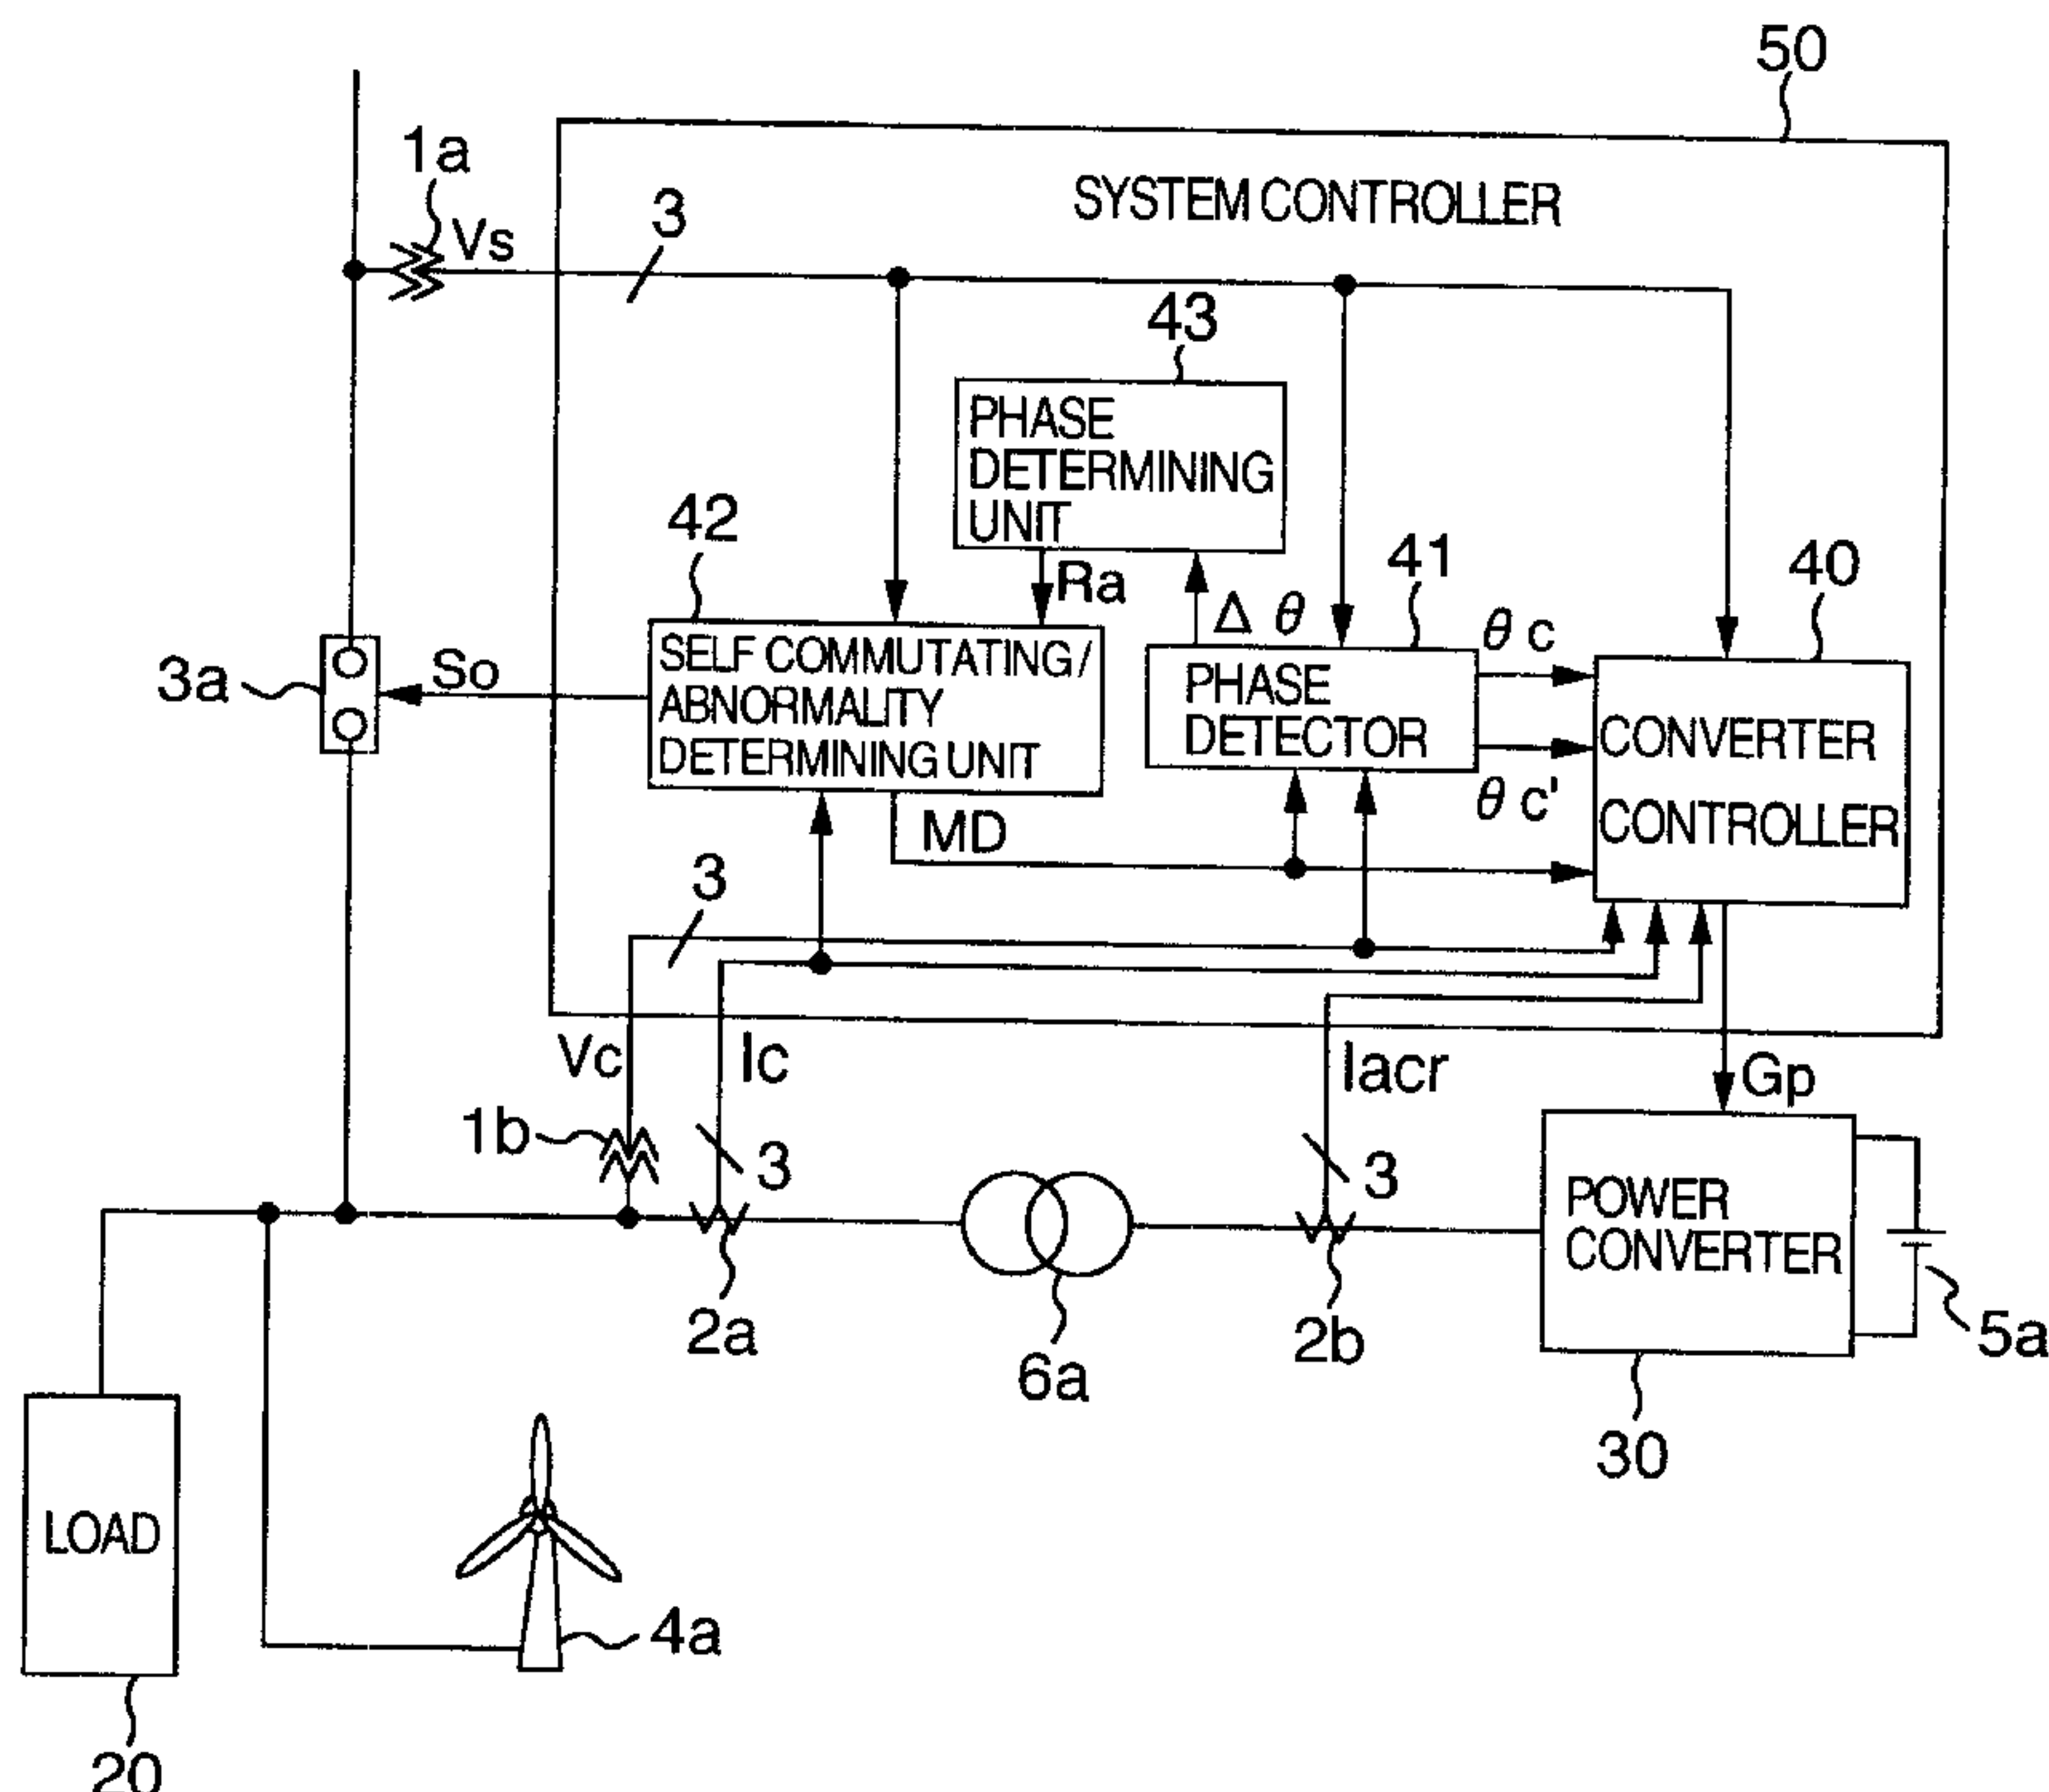 50
1a
Vs
3
SYSTEM CONTROLLER
43
PHASE
DETERMINING
UNIT
42
Ra
Δ θ
41
θ c
40
3a
So
SELF COMMUTATING/
ABNORMALITY
DETERMINING UNIT
PHASE
DETECTOR
θ c'
CONVERTER
CONTROLLER
MD
3
Vc
Ic
Iacr
Gp
1b
3
3
POWER
CONVERTER
2a
6a
2b
5a
30
LOAD
4a
20